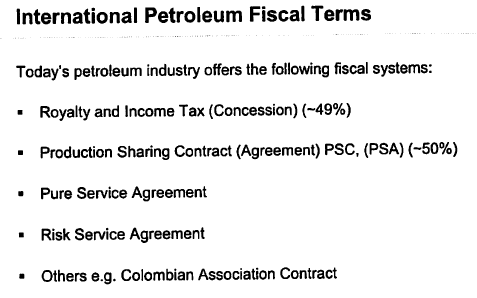 International Petroleum Fiscal Terms
Today's petroleum industry offers the following fiscal systems:
▪ Royalty and Income Tax (Concession) (~49%)
▪ Production Sharing Contract (Agreement) PSC, (PSA) (~50%)
▪ Pure Service Agreement
▪ Risk Service Agreement
▪ Others e.g. Colombian Association Contract